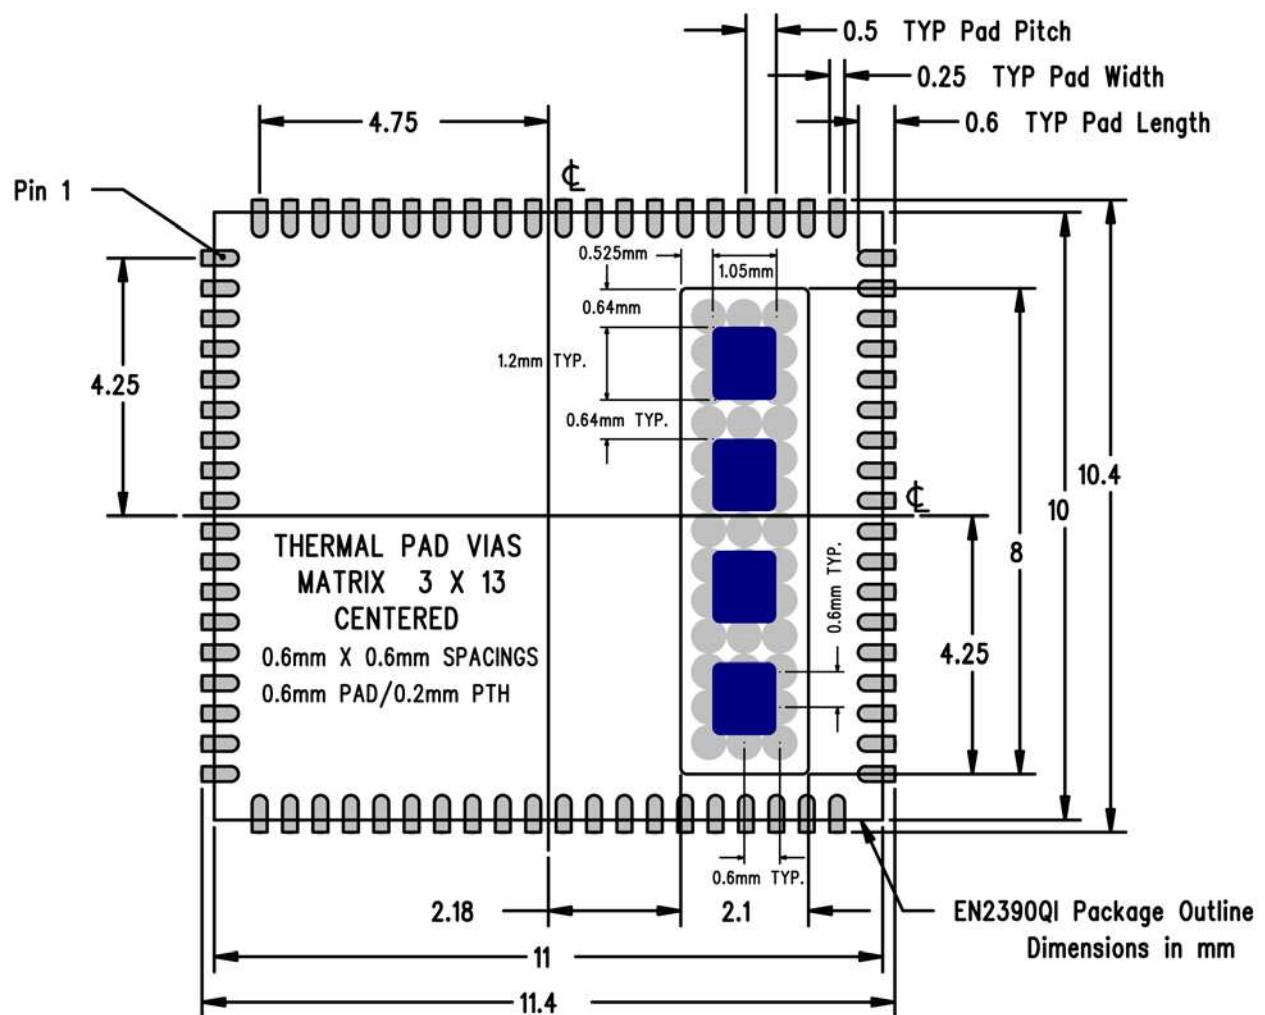 0.5 TYP Pad Pitch
0.25 TYP Pad Width
4.75
0.6 TYP Pad Length
℄
Pin 1
0.525mm
1.05mm
0.64mm
1.2mm TYP.
4.25
0.64mm TYP.
10.4
℄
10
THERMAL PAD VIAS
MATRIX 3 X 13
CENTERED
0.6mm X 0.6mm SPACINGS
0.6mm PAD/0.2mm PTH
0.6mm TYP.
8
4.25
0.6mm TYP.
2.18
2.1
EN2390QI Package Outline
Dimensions in mm
11
11.4